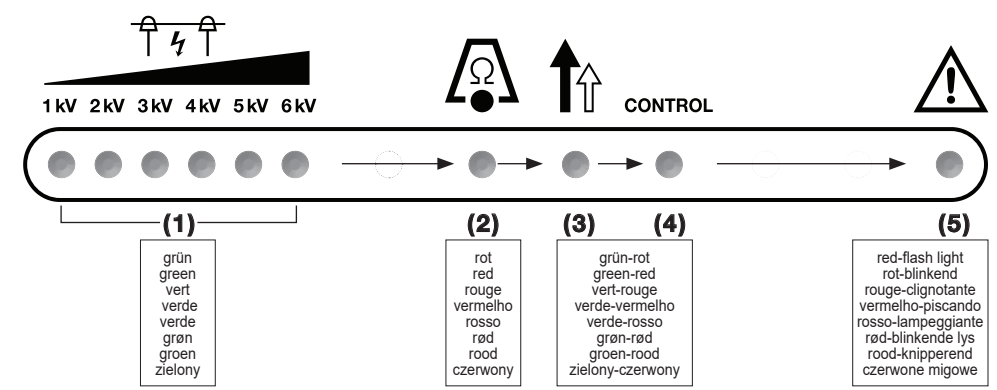 1 kV 2 kV 3 kV 4 kV 5 kV 6 kV
Ω
CONTROL
!
(1) (2) (3) (4) (5)
grün
green
vert
verde
verde
grøn
groen
zielony
rot
red
rouge
vermelho
rosso
rød
rood
czerwony
grün-rot
green-red
vert-rouge
verde-vermelho
verde-rosso
grøn-rød
groen-rood
zielony-czerwony
red-flash light
rot-blinkend
rouge-clignotante
vermelho-piscando
rosso-lampeggiante
rød-blinkende lys
rood-knipperend
czerwone migowe